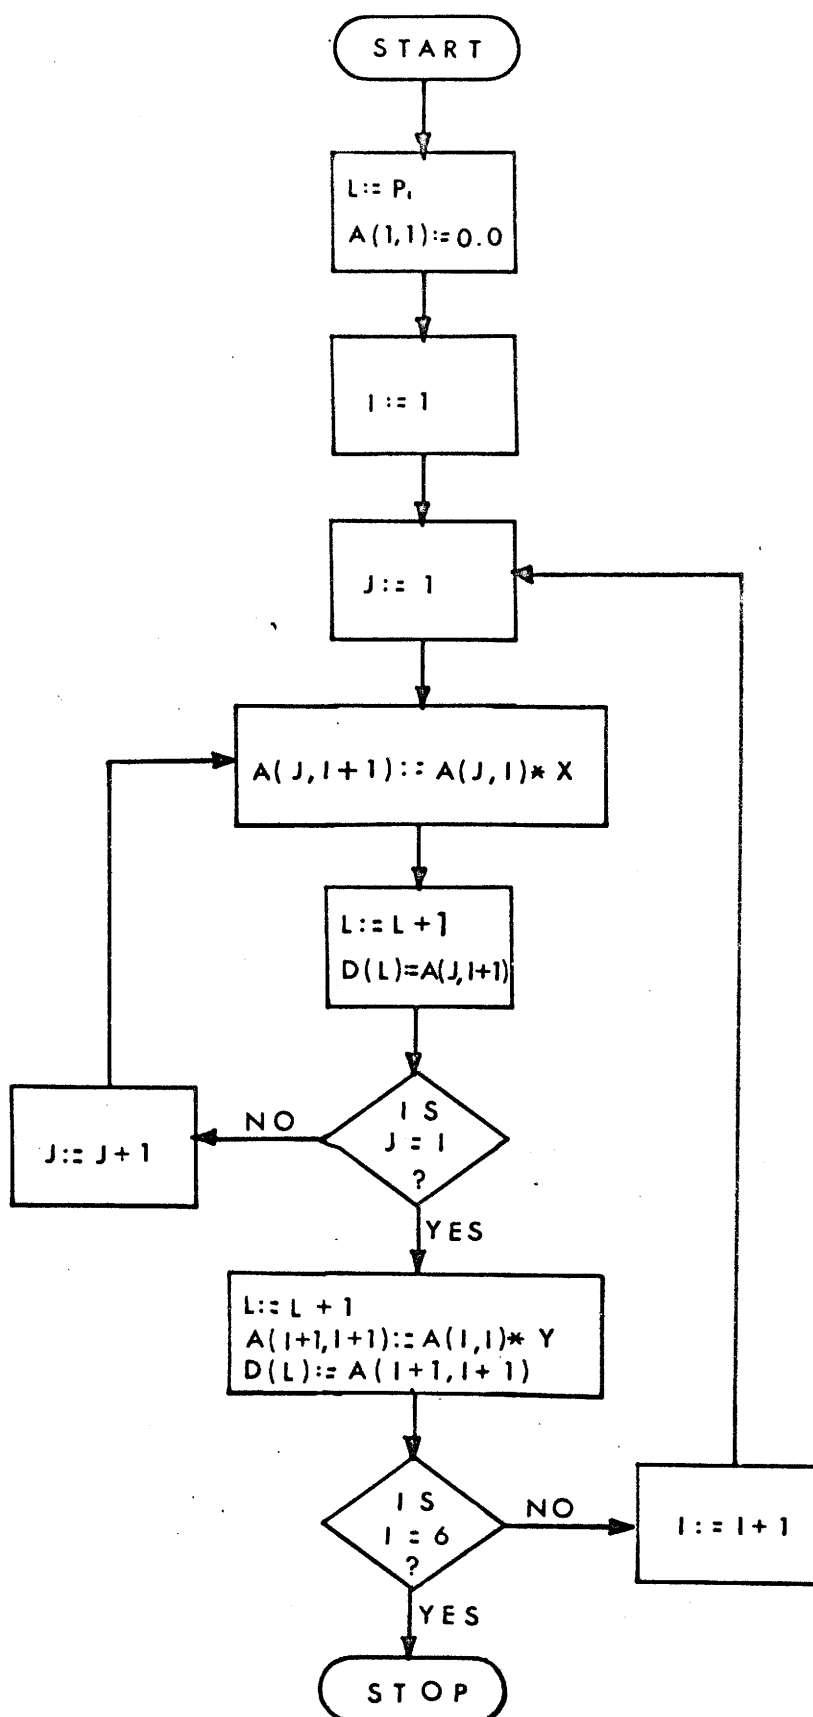 START
L:= P,
A(1,1):=0.0
I := 1
J:= 1
A(J,I+1):= A(J,I)* X
L:= L+1
D(L)=A(J,I+1)
IS
J = I
?
NO
J:= J+1
YES
L:= L + 1
A(I+1,I+1):= A(I,I)* Y
D(L):= A(I+1,I+1)
IS
I = 6
?
NO
I:= I+1
YES
STOP